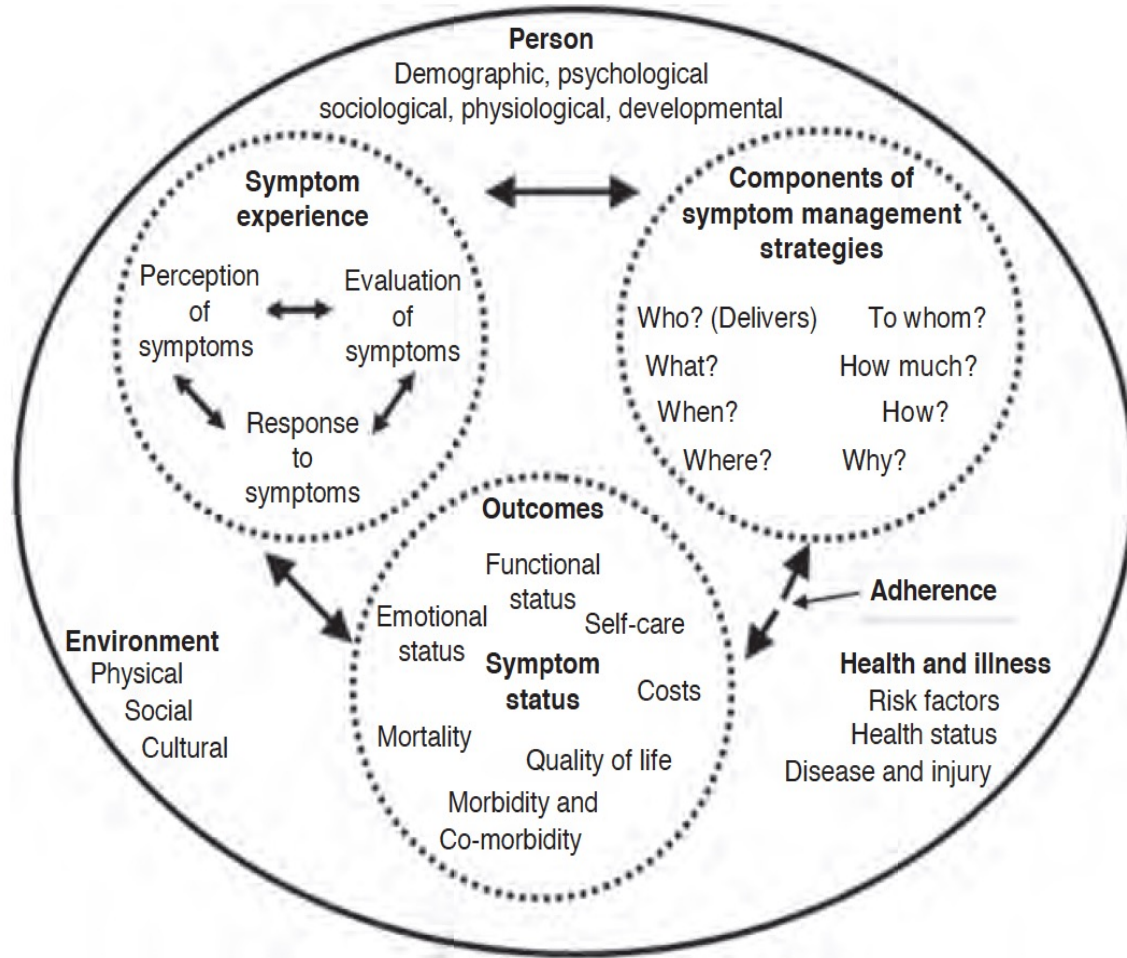 Person
Demographic, psychological
sociological, physiological, developmental
Symptom
experience
Perception
of
symptoms
Evaluation
of
symptoms
Response
to
symptoms
Components of
symptom management
strategies
Who? (Delivers)
To whom?
What?
How much?
When?
How?
Where?
Why?
Outcomes
Functional
status
Emotional
status
Self-care
Symptom
status
Costs
Mortality
Quality of life
Morbidity and
Co-morbidity
Adherence
Environment
Physical
Social
Cultural
Health and illness
Risk factors
Health status
Disease and injury